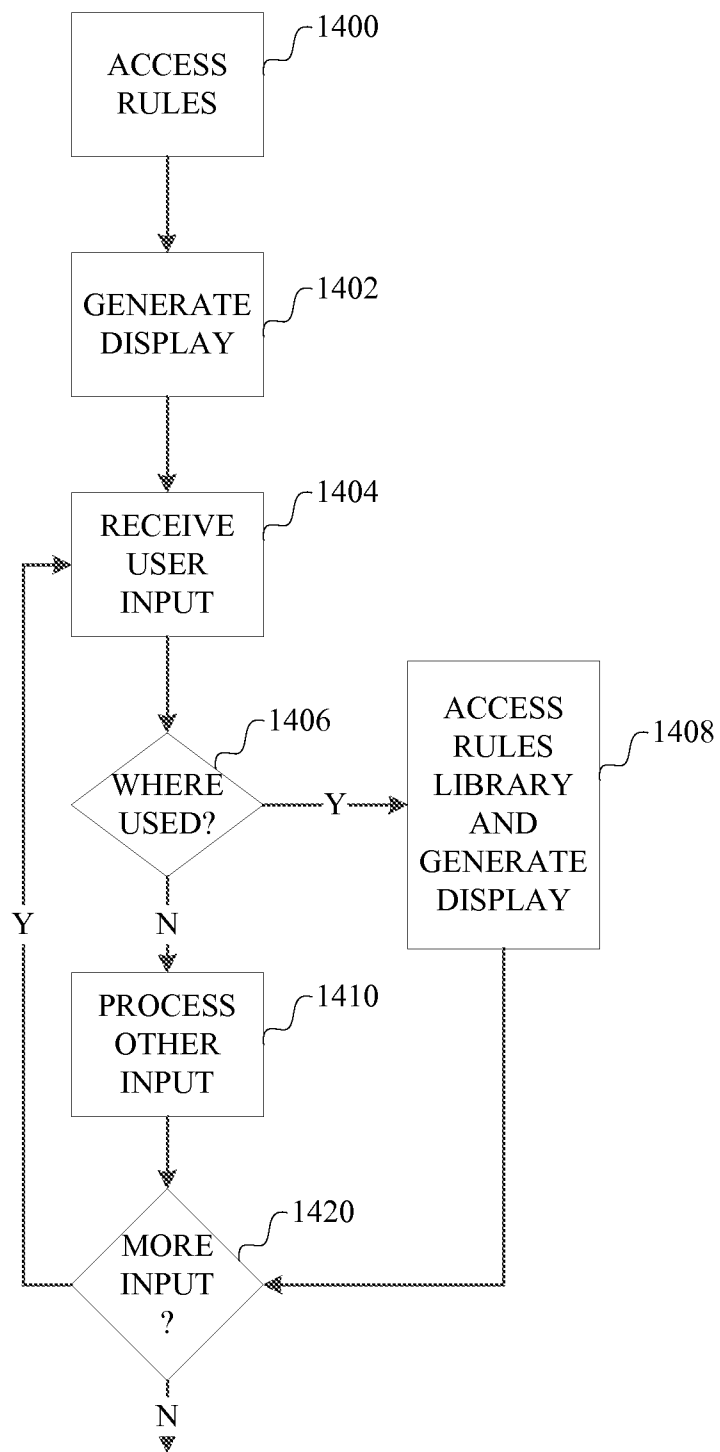 1400
ACCESS
RULES
1402
GENERATE
DISPLAY
1404
RECEIVE
USER
INPUT
1406
WHERE
USED?
Y
1408
ACCESS
RULES
LIBRARY
AND
GENERATE
DISPLAY
Y
N
1410
PROCESS
OTHER
INPUT
1420
MORE
INPUT
?
N